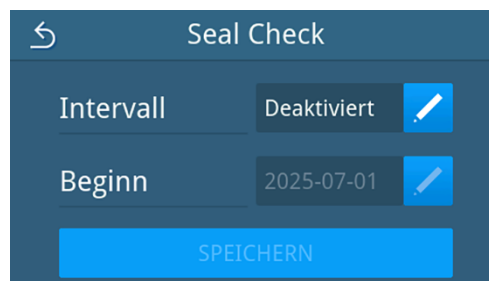 Seal Check
Intervall Deaktiviert
Beginn 2025-07-01
SPEICHERN